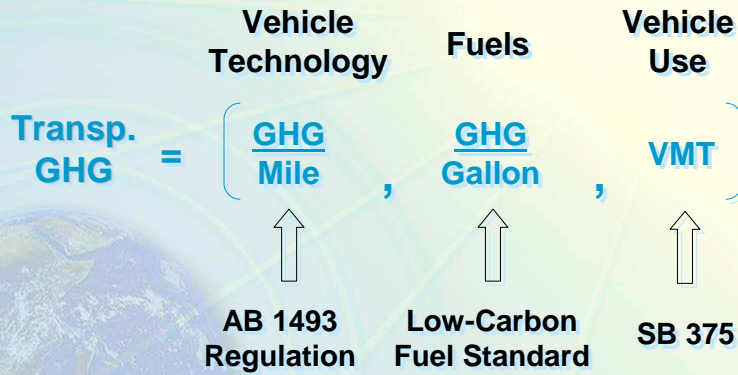 Vehicle
Technology
Fuels
Vehicle
Use
Transp.
GHG
=
GHG
Mile
,
GHG
Gallon
,
VMT
AB 1493
Regulation
Low-Carbon
Fuel Standard
SB 375